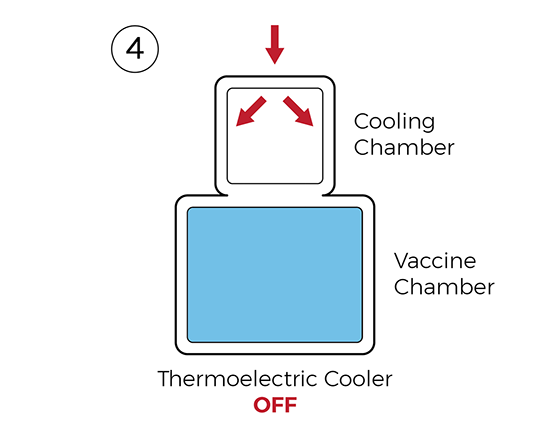 4
Cooling
Chamber
Vaccine
Chamber
Thermoelectric Cooler
OFF